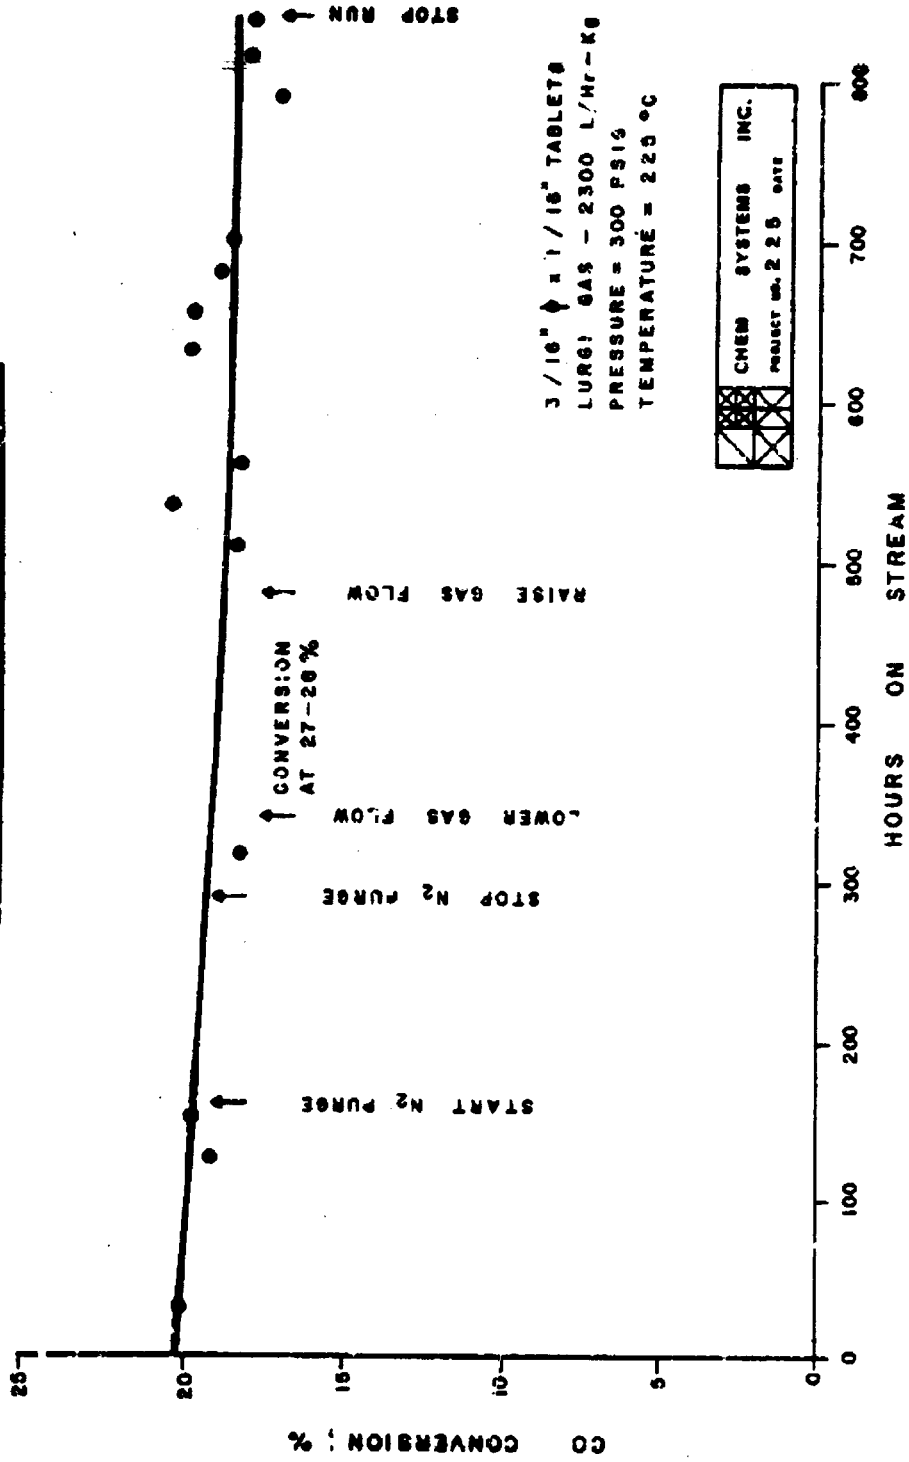 CO CONVERSION, %
25
20
15
10
5
0
START N2 PURGE
STOP N2 PURGE
LOWER GAS FLOW
CONVERSION
AT 27-28%
RAISE GAS FLOW
STOP RUN
3/16" ϕ x 1/16" TABLETS
LURGI GAS - 2300 L/Hr-Kg
PRESSURE = 300 PSIG
TEMPERATURE = 225 °C
CHEM SYSTEMS INC.
PROJECT NO. 225 DATE
0 100 200 300 400 500 600 700 800
HOURS ON STREAM